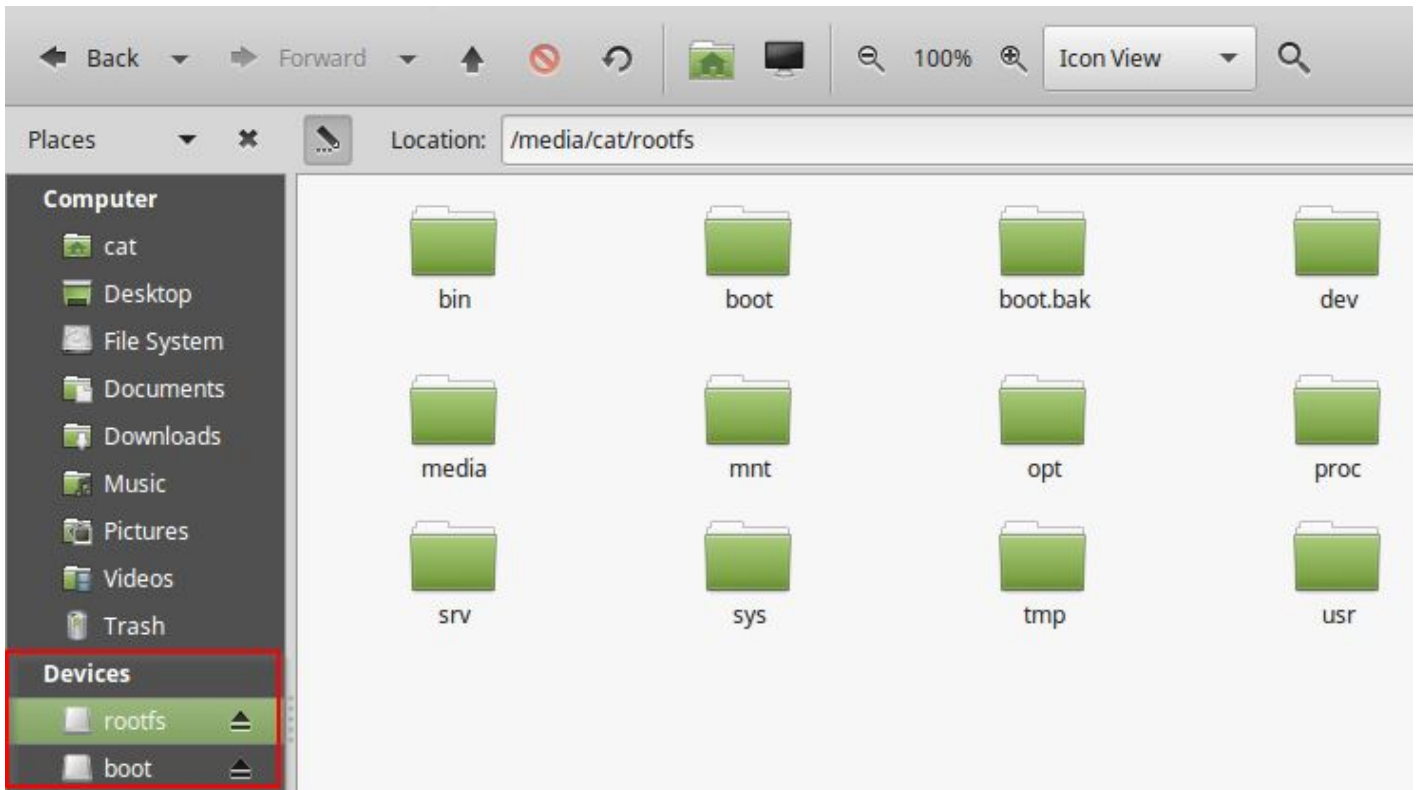 Back Forward 100% Icon View
Places Location: /media/cat/rootfs
Computer
cat
Desktop
File System
Documents
Downloads
Music
Pictures
Videos
Trash
Devices
rootfs
boot
bin boot boot.bak dev
media mnt opt proc
srv sys tmp usr